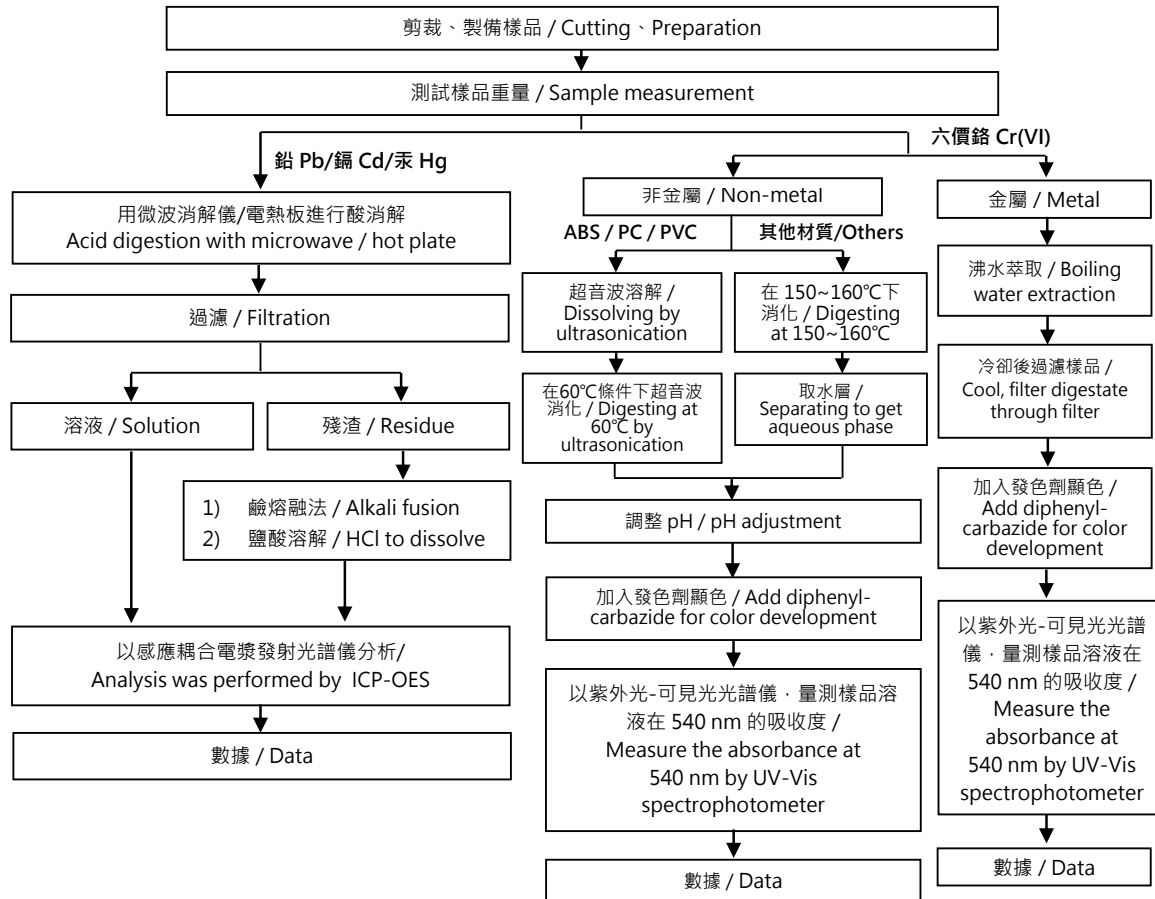 剪裁、製備樣品 / Cutting、Preparation
測試樣品重量 / Sample measurement
鉛 Pb/鎘 Cd/汞 Hg
六價鉻 Cr(VI)
用微波消解儀/電熱板進行酸消解
Acid digestion with microwave / hot plate
過濾 / Filtration
溶液 / Solution
殘渣 / Residue
1) 鹼熔融法 / Alkali fusion
2) 鹽酸溶解 / HCl to dissolve
以感應耦合電漿發射光譜儀分析/
Analysis was performed by ICP-OES
數據 / Data
非金屬 / Non-metal
ABS / PC / PVC
其他材質/Others
超音波溶解 /
Dissolving by
ultrasonication
在 150~160℃下
消化 / Digesting
at 150~160℃
在60℃條件下超音波
消化 / Digesting at
60℃ by
ultrasonication
取水層 /
Separating to get
aqueous phase
調整 pH / pH adjustment
加入發色劑顯色 / Add diphenyl-
carbazide for color development
以紫外光-可見光光譜儀，量測樣品溶
液在 540 nm 的吸收度 /
Measure the absorbance at
540 nm by UV-Vis
spectrophotometer
數據 / Data
金屬 / Metal
沸水萃取 / Boiling
water extraction
冷卻後過濾樣品 /
Cool, filter digestate
through filter
加入發色劑顯色 /
Add diphenyl-
carbazide for color
development
以紫外光-可見光光譜
儀，量測樣品溶液在
540 nm 的吸收度 /
Measure the
absorbance at
540 nm by UV-Vis
spectrophotometer
數據 / Data